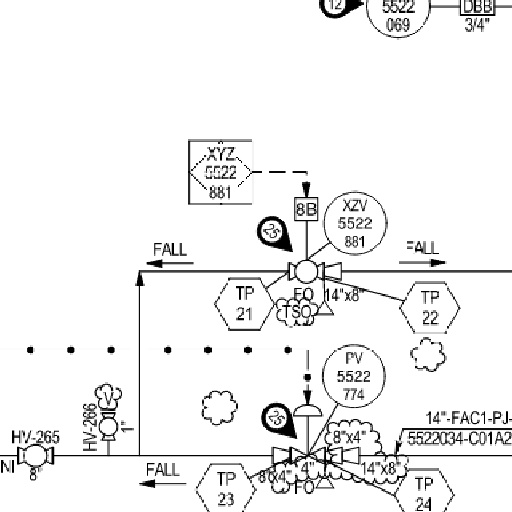 12
5522
069
DBB
3/4"
XYZ
5522
881
8B
XZV
5522
881
25
FALL
FALL
TP
21
FO
14"x8"
TSO
TP
22
PV
5522
774
25
HV-266
V
1"
HV-265
NI
8"
FALL
TP
23
8"x4"
4"
FO
8"x4"
14"x8"
TP
24
14"-FAC1-PJ-
5522034-C01A2